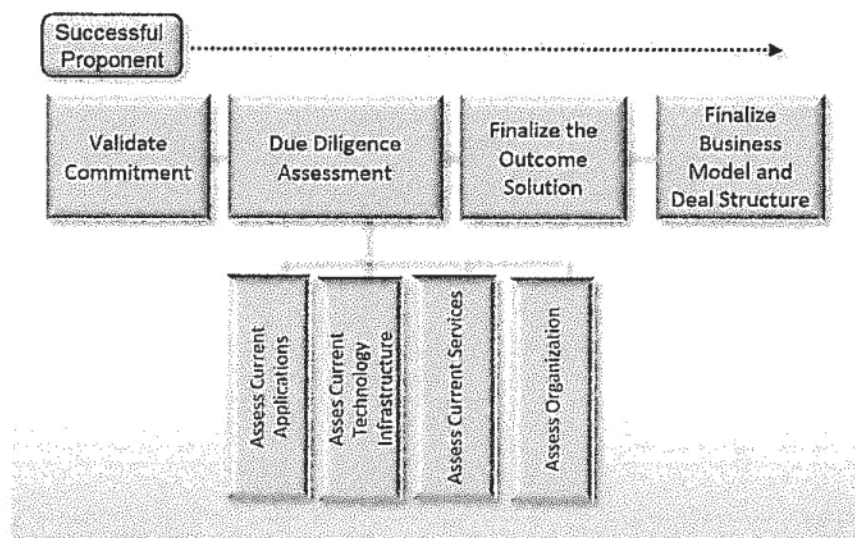 Successful
Proponent
Validate
Commitment
Due Diligence
Assessment
Finalize the
Outcome
Solution
Finalize
Business
Model and
Deal Structure
Assess Current
Applications
Asses Current
Technology
Infrastructure
Assess Current Services
Assess Organization